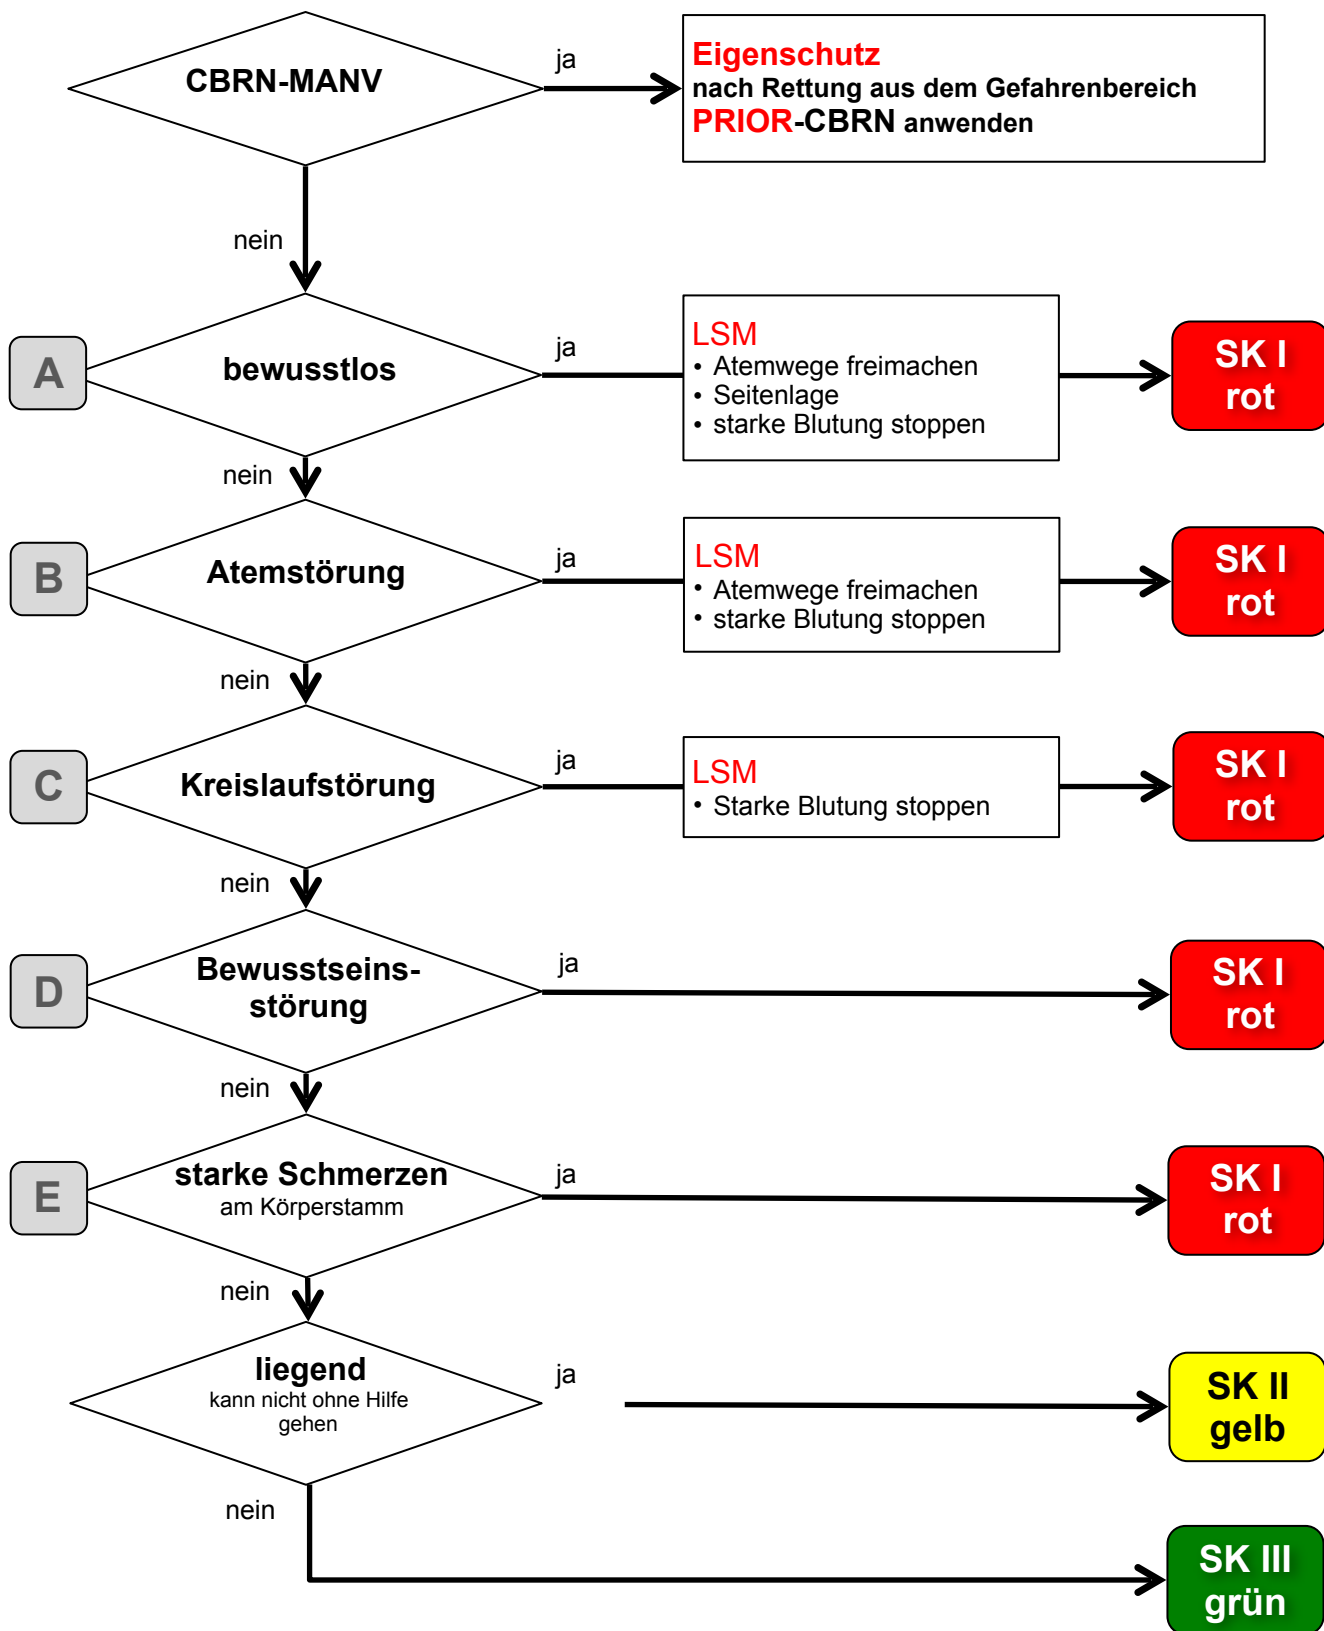 CBRN-MANV
ja
Eigenschutz
nach Rettung aus dem Gefahrenbereich
PRIOR-CBRN anwenden
nein
A
bewusstlos
ja
LSM
• Atemwege freimachen
• Seitenlage
• starke Blutung stoppen
SK I
rot
nein
B
Atemstörung
ja
LSM
• Atemwege freimachen
• starke Blutung stoppen
SK I
rot
nein
C
Kreislaufstörung
ja
LSM
• Starke Blutung stoppen
SK I
rot
nein
D
Bewusstseins-
störung
ja
SK I
rot
nein
E
starke Schmerzen
am Körperstamm
ja
SK I
rot
nein
liegend
kann nicht ohne Hilfe
gehen
ja
SK II
gelb
nein
SK III
grün